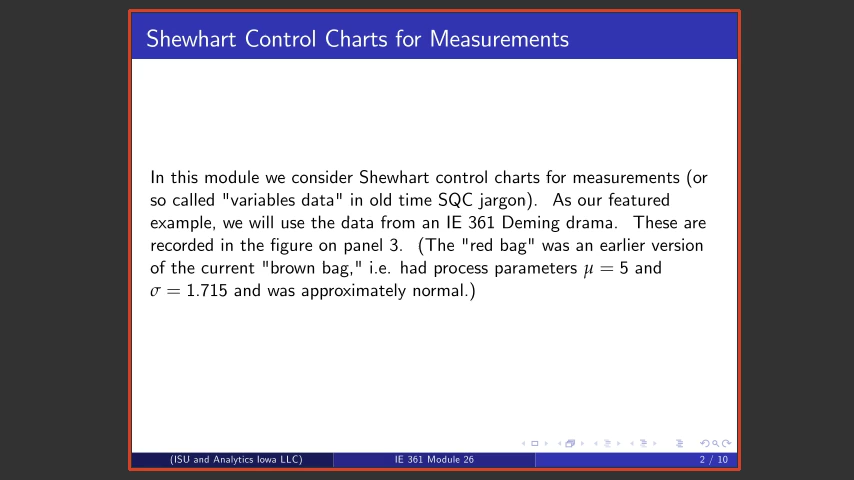 Shewhart Control Charts for Measurements
In this module we consider Shewhart control charts for measurements (or
so called "variables data" in old time SQC jargon). As our featured
example, we will use the data from an IE 361 Deming drama. These are
recorded in the figure on panel 3. (The "red bag" was an earlier version
of the current "brown bag," i.e. had process parameters μ = 5 and
σ = 1.715 and was approximately normal.)
(ISU and Analytics Iowa LLC) IE 361 Module 26 2 / 10